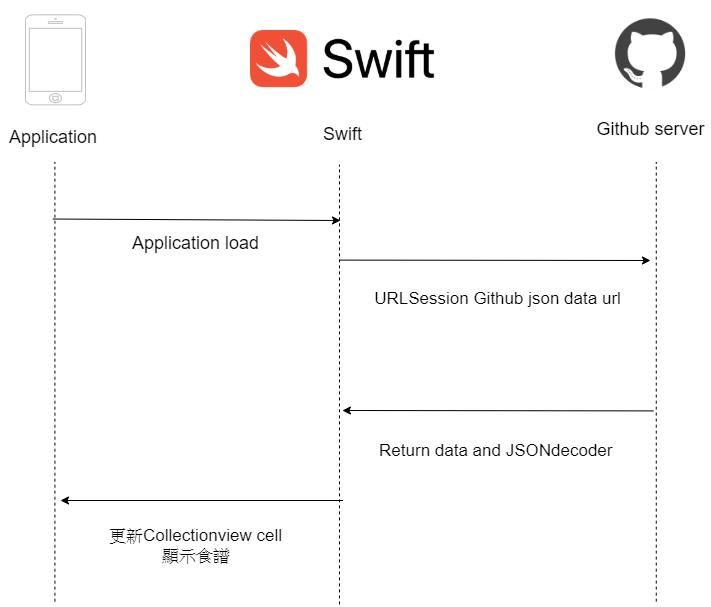 Swift
Application
Swift
Github server
Application load
URLSession Github json data url
Return data and JSONdecoder
更新Collectionview cell
顯示食譜